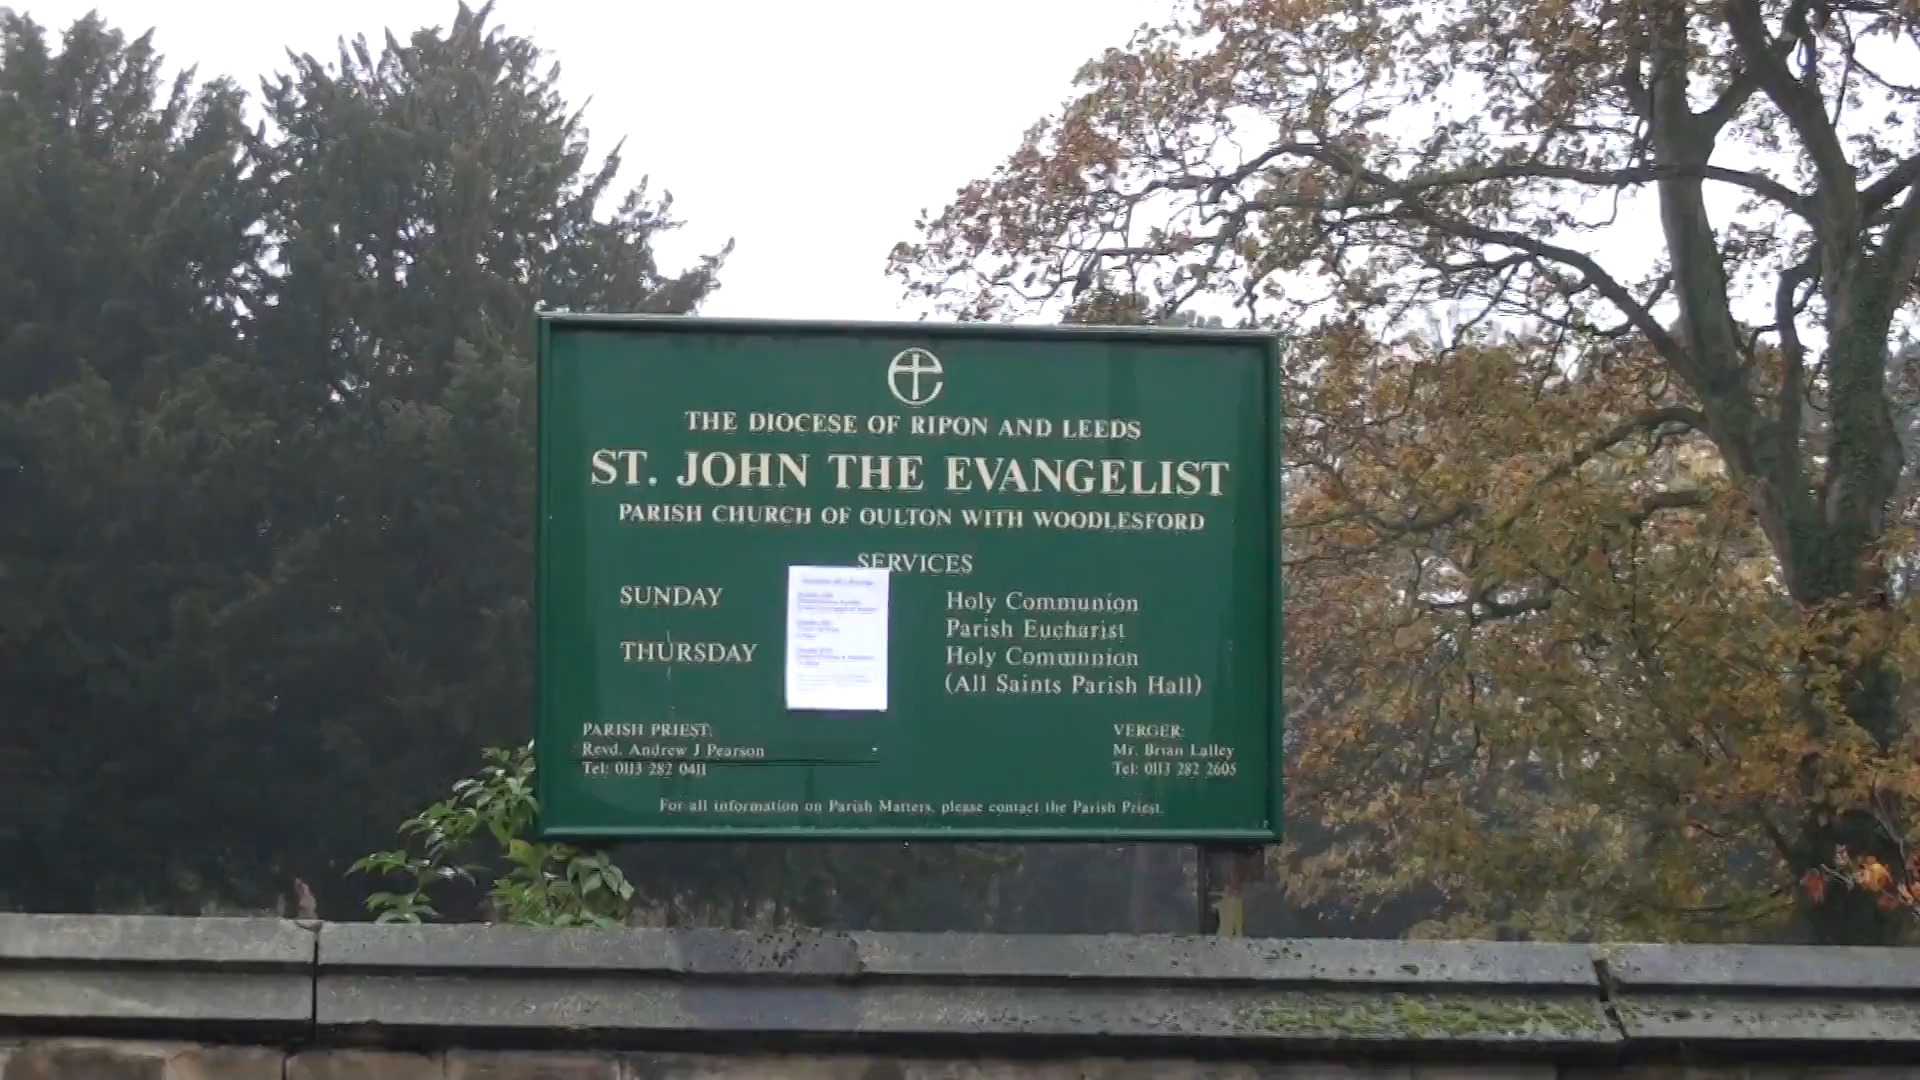 THE DIOCESE OF RIPON AND LEEDS
ST. JOHN THE EVANGELIST
PARISH CHURCH OF OULTON WITH WOODLESFORD
SERVICES
SUNDAY Holy Communion
Parish Eucharist
THURSDAY Holy Communion
(All Saints Parish Hall)
PARISH PRIEST:
Revd. Andrew J Pearson
Tel: 0113 282 0411
VERGER:
Mr. Brian Lalley
Tel: 0113 282 2605
For all information on Parish Matters, please contact the Parish Priest.